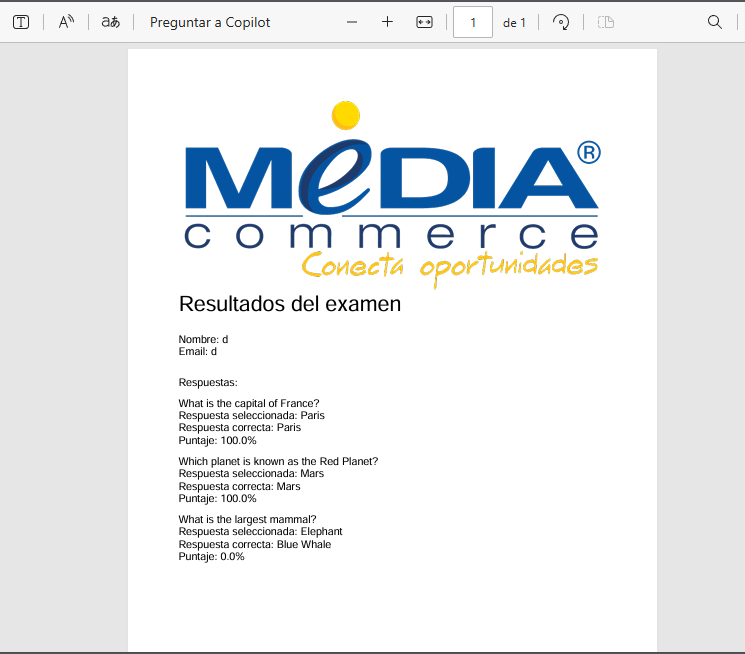 Preguntar a Copilot
1 de 1
MeDIA®
commerce
Conecta oportunidades
Resultados del examen
Nombre: d
Email: d
Respuestas:
What is the capital of France?
Respuesta seleccionada: Paris
Respuesta correcta: Paris
Puntaje: 100.0%
Which planet is known as the Red Planet?
Respuesta seleccionada: Mars
Respuesta correcta: Mars
Puntaje: 100.0%
What is the largest mammal?
Respuesta seleccionada: Elephant
Respuesta correcta: Blue Whale
Puntaje: 0.0%